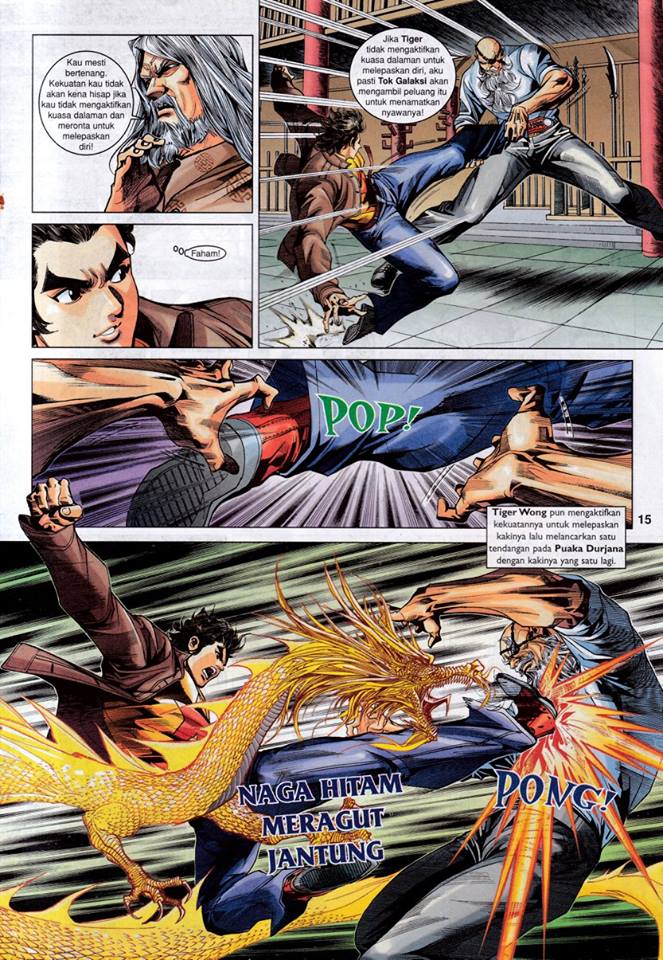 Kau mesti
bertenang.
Kekuatan kau tidak
akan kena hisap jika
kau tidak mengaktifkan
kuasa dalaman dan
meronta untuk
melepaskan
diri!
Jika Tiger
tidak mengaktifkan
kuasa dalaman untuk
melepaskan diri, aku
pasti Tok Galaksi akan
mengambil peluang itu
untuk menamatkan
nyawanya!
Faham!
POP!
Tiger Wong pun mengaktifkan
kekuatannya untuk melepaskan
kakinya lalu melancarkan satu
tendangan pada Puaka Durjana
dengan kakinya yang satu lagi.
15
NAGA HITAM
MERAGUT
JANTUNG
PONG!